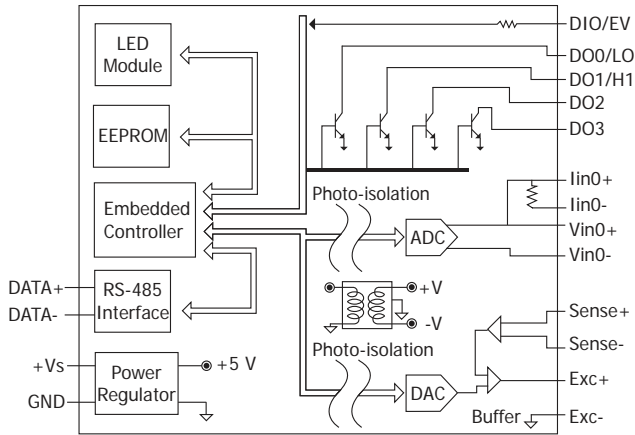 LED
Module
EEPROM
Embedded
Controller
DATA+
DATA-
RS-485
Interface
+Vs
GND
Power
Regulator
+5 V
Photo-isolation
ADC
+V
-V
Photo-isolation
DAC
Buffer
DIO/EV
DO0/LO
DO1/H1
DO2
DO3
Iin0+
Iin0-
Vin0+
Vin0-
Sense+
Sense-
Exc+
Exc-